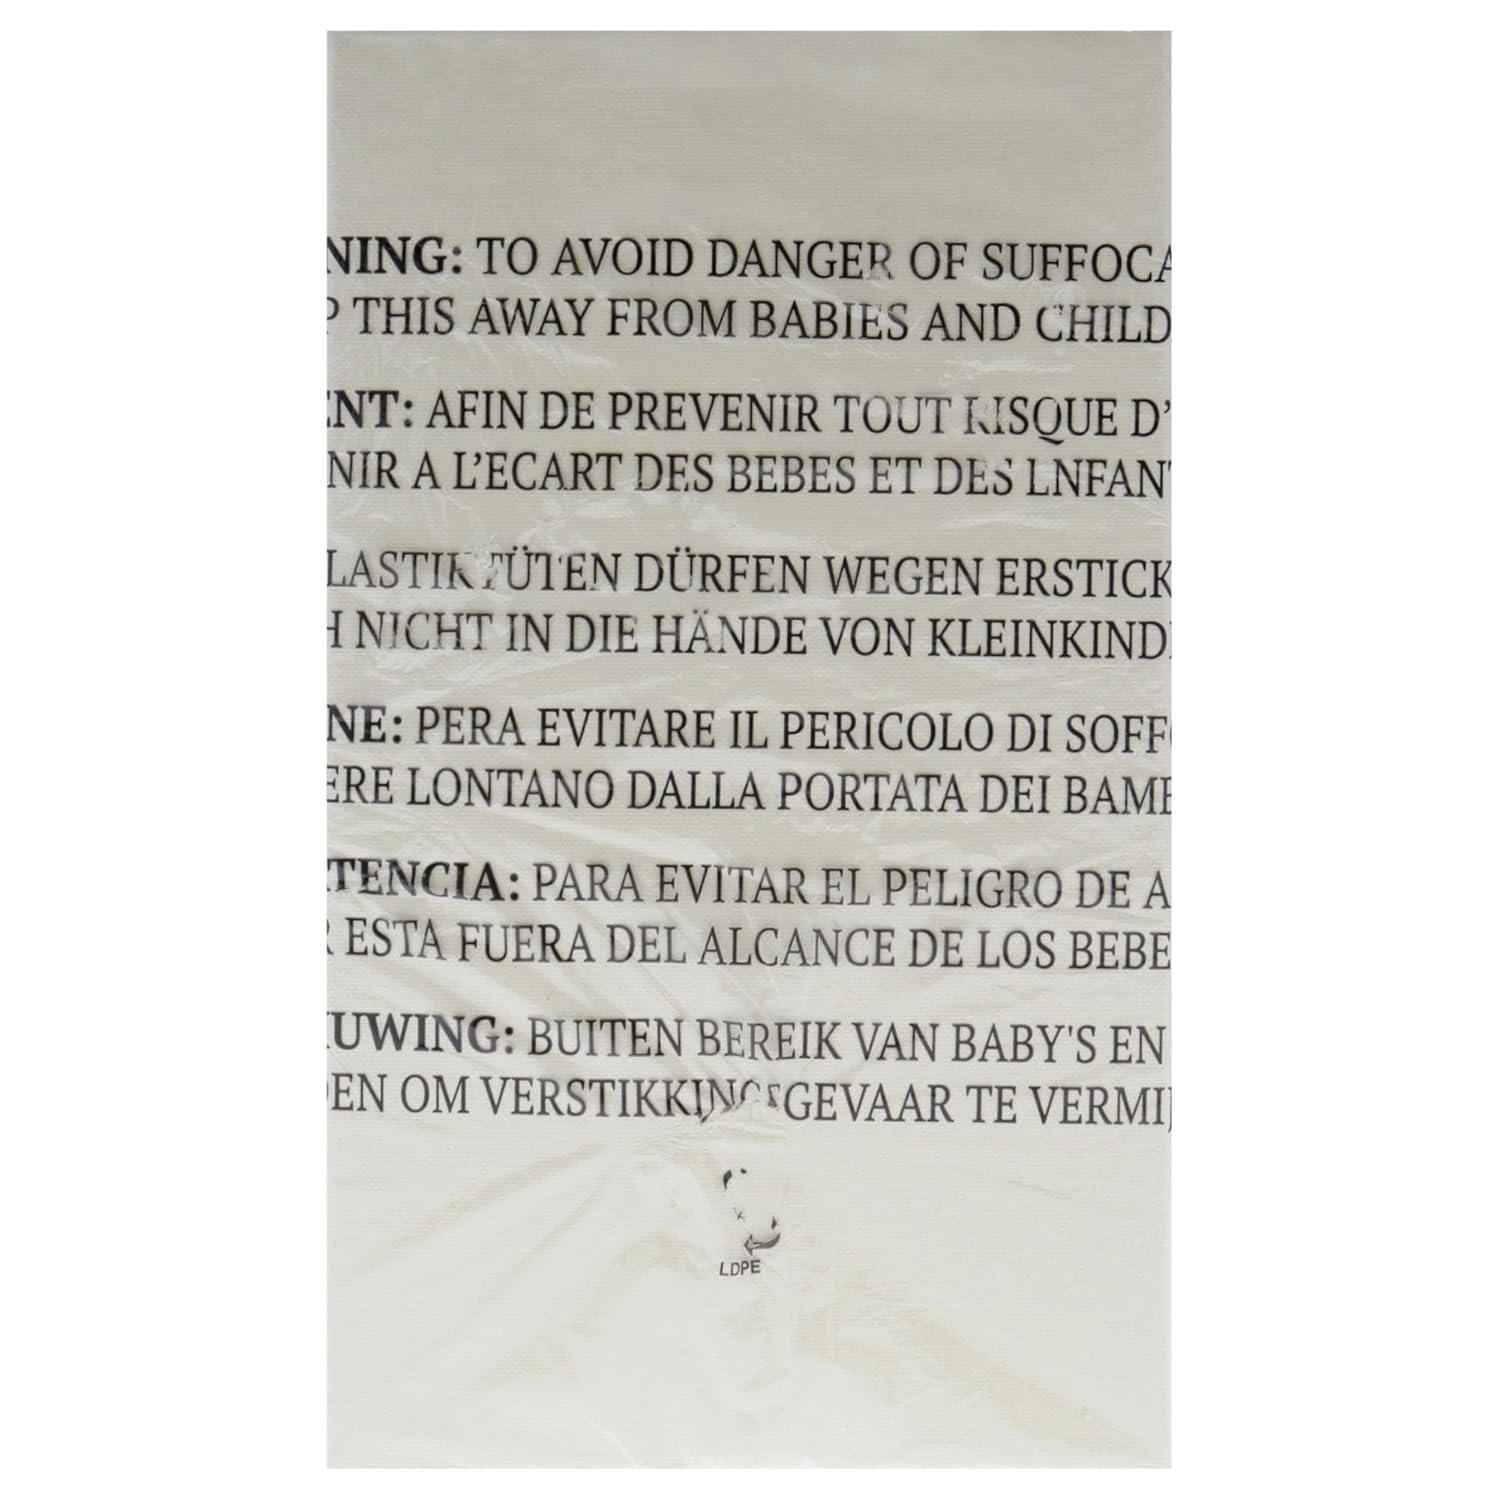 NING: TO AVOID DANGER OF SUFFOCA
P THIS AWAY FROM BABIES AND CHILD
ENT: AFIN DE PREVENIR TOUT RISQUE D'
NIR A L'ECART DES BEBES ET DES ENFANT
LASTIKTÜTEN DÜRFEN WEGEN ERSTICK
H NICHT IN DIE HÄNDE VON KLEINKIND
NE: PERA EVITARE IL PERICOLO DI SOFFO
ERE LONTANO DALLA PORTATA DEI BAMB
TENCIA: PARA EVITAR EL PELIGRO DE A
R ESTA FUERA DEL ALCANCE DE LOS BEBE
UWING: BUITEN BEREIK VAN BABY'S EN
DEN OM VERSTIKKINGSGEVAAR TE VERMIJ
LDPE